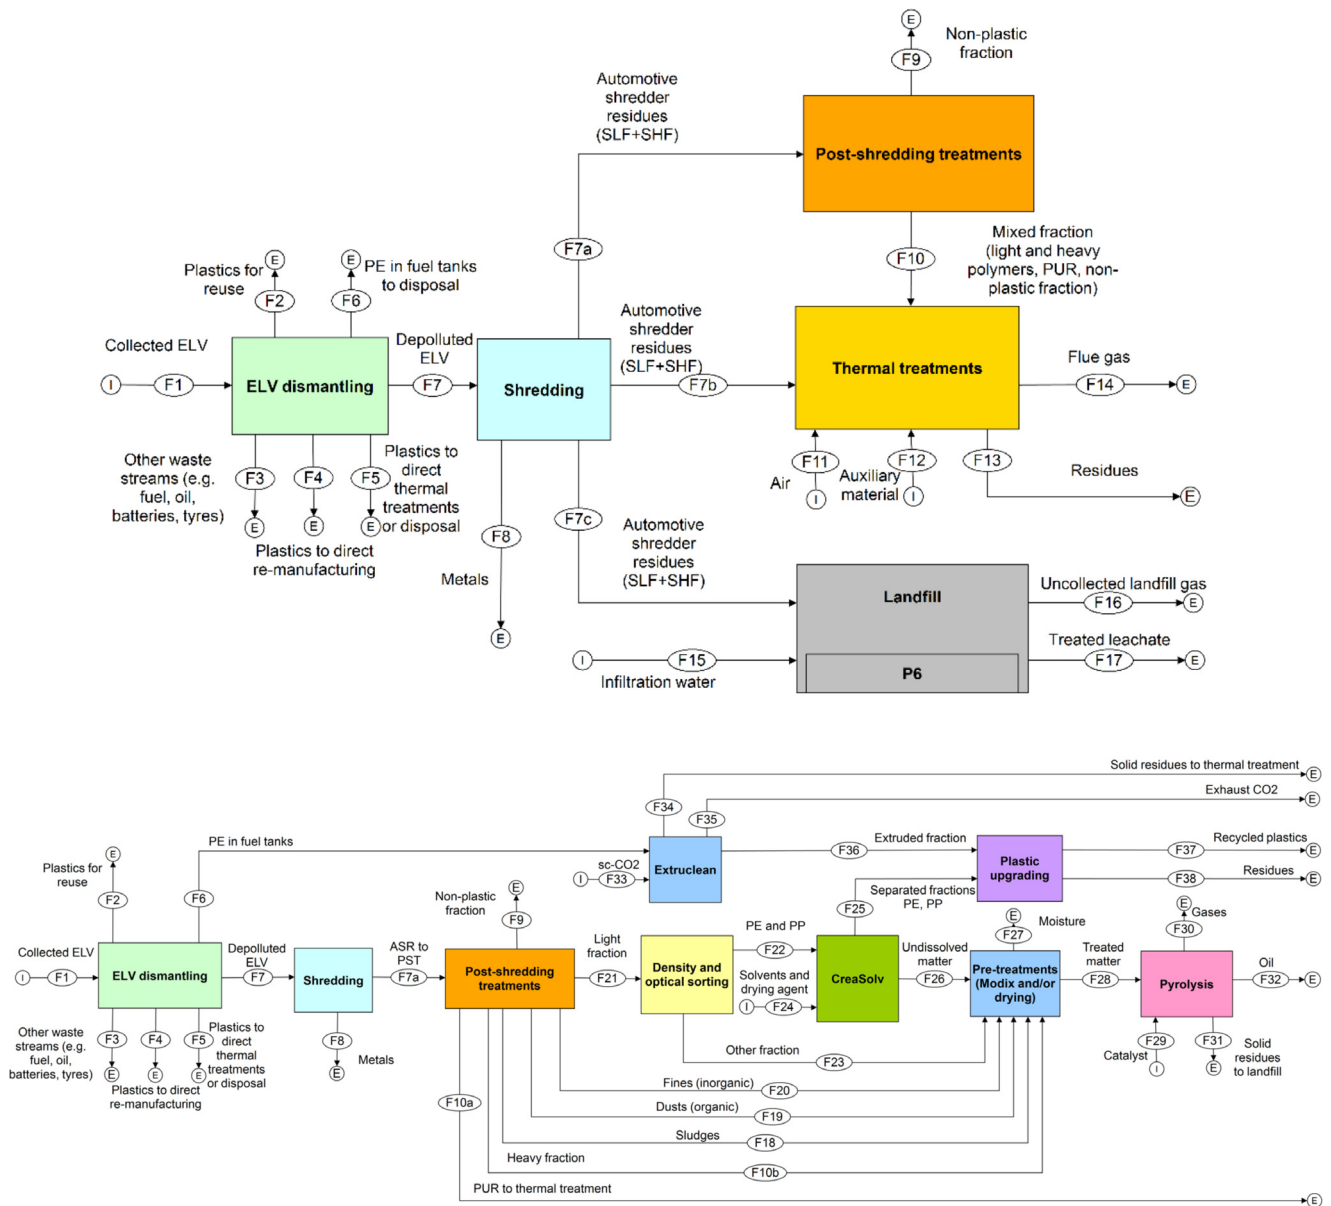 E
F9
Non-plastic
fraction
Automotive
shredder
residues
(SLF+SHF)
Post-shredding treatments
F7a
F10
Mixed fraction
(light and heavy
polymers, PUR, non-
plastic fraction)
E
Plastics for
reuse
F2
E
PE in fuel tanks
to disposal
F6
Collected ELV
I
F1
ELV dismantling
Depolluted
ELV
F7
Shredding
Automotive
shredder
residues
(SLF+SHF)
F7b
Thermal treatments
Flue gas
F14
E
Other waste
streams (e.g.
fuel, oil,
batteries, tyres)
F3
E
F4
E
Plastics to direct
re-manufacturing
F5
E
Plastics to
direct
thermal
treatments
or disposal
F8
Metals
E
F7c
Automotive
shredder
residues
(SLF+SHF)
F11
Air
I
F12
Auxiliary
material
I
F13
Residues
E
Landfill
P6
Uncollected landfill gas
F16
E
Treated leachate
F17
E
I
F15
Infiltration water
Solid residues to thermal treatment
E
F34
Exhaust CO2
E
F35
PE in fuel tanks
sc-CO2
I
F33
Extruclean
Extruded fraction
F36
Plastic
upgrading
Recycled plastics
F37
E
Residues
F38
E
Plastics for
reuse
E
F2
F6
Non-plastic
fraction
E
F9
Separated fractions
PE, PP
F25
E
Moisture
F27
E
Gases
F30
Collected ELV
I
F1
ELV dismantling
Depolluted
ELV
F7
Shredding
ASR to
PST
F7a
Post-shredding
treatments
Light
fraction
F21
Density and
optical sorting
PE and PP
F22
Solvents and
drying agent
I
F24
CreaSolv
Undissolved
matter
F26
Pre-treatments
(Modix and/or
drying)
Treated
matter
F28
Pyrolysis
Oil
F32
E
Other waste
streams (e.g.
fuel, oil,
batteries, tyres)
F3
E
F4
E
Plastics to direct
re-manufacturing
F5
E
Plastics to
direct
thermal
treatments
or disposal
F8
E
Metals
F29
Catalyst
I
F31
E
Solid
residues
to landfill
Other fraction
F23
Fines (inorganic)
F20
Dusts (organic)
F19
Sludges
F18
Heavy fraction
F10b
F10a
PUR to thermal treatment
E